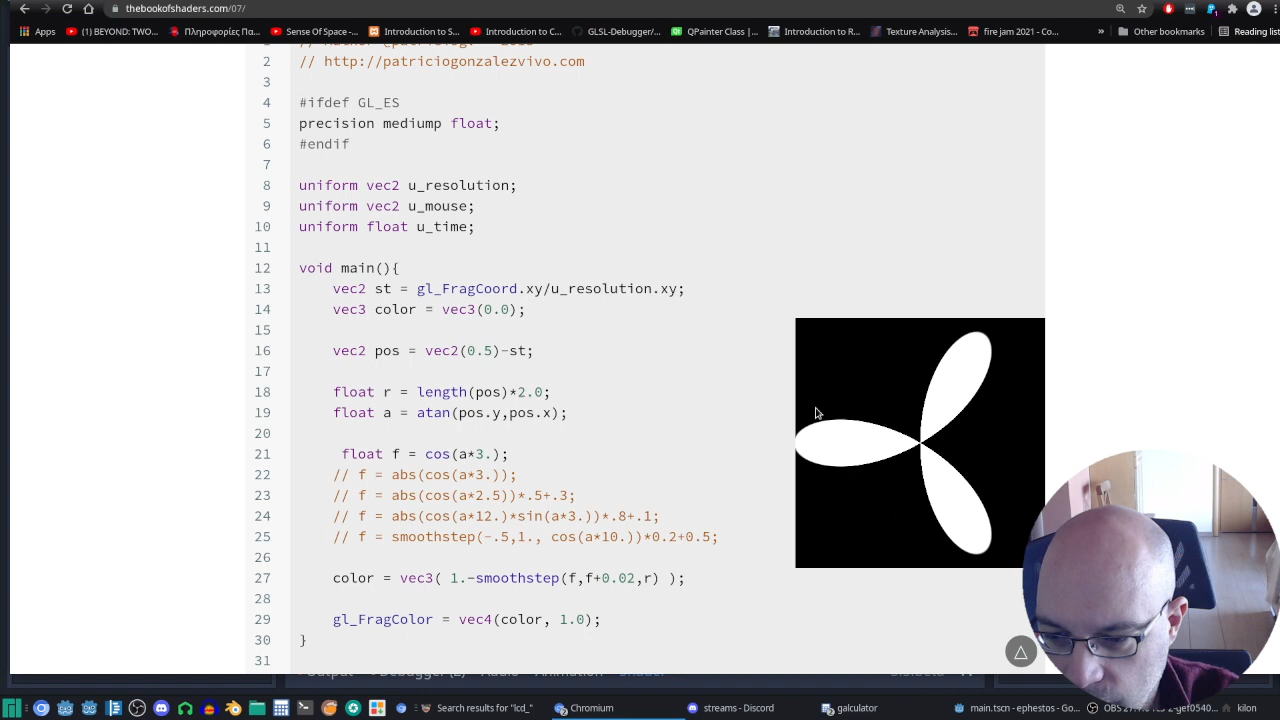 thebookofshaders.com/07/
Apps
(1) BEYOND: TWO...
Πληροφορίες Πα...
Sense Of Space -...
Introduction to S...
Introduction to C...
GLSL-Debugger/...
QPainter Class |...
Introduction to R...
Texture Analysis...
fire jam 2021 - Co...
»
Other bookmarks
Reading list
2 // http://patriciogonzalezvivo.com
3
4 #ifdef GL_ES
5 precision mediump float;
6 #endif
7
8 uniform vec2 u_resolution;
9 uniform vec2 u_mouse;
10 uniform float u_time;
11
12 void main(){
13 vec2 st = gl_FragCoord.xy/u_resolution.xy;
14 vec3 color = vec3(0.0);
15
16 vec2 pos = vec2(0.5)-st;
17
18 float r = length(pos)*2.0;
19 float a = atan(pos.y,pos.x);
20
21 float f = cos(a*3.);
22 // f = abs(cos(a*3.));
23 // f = abs(cos(a*2.5))*.5+.3;
24 // f = abs(cos(a*12.)*sin(a*3.))*.8+.1;
25 // f = smoothstep(-.5,1., cos(a*10.))*0.2+0.5;
26
27 color = vec3( 1.-smoothstep(f,f+0.02,r) );
28
29 gl_FragColor = vec4(color, 1.0);
30 }
31
Search results for "lcd_"
Chromium
streams - Discord
galculator
main.tscn - ephestos - Go
OBS 27.1.0
kilon